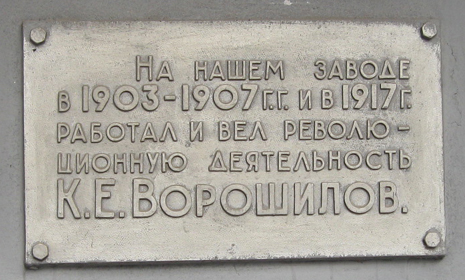 НА НАШЕМ ЗАВОДЕ
В 1903-1907 Г.Г. И В 1917 Г.
РАБОТАЛ И ВЕЛ РЕВОЛЮ-
ЦИОННУЮ ДЕЯТЕЛЬНОСТЬ
К.Е. ВОРОШИЛОВ.